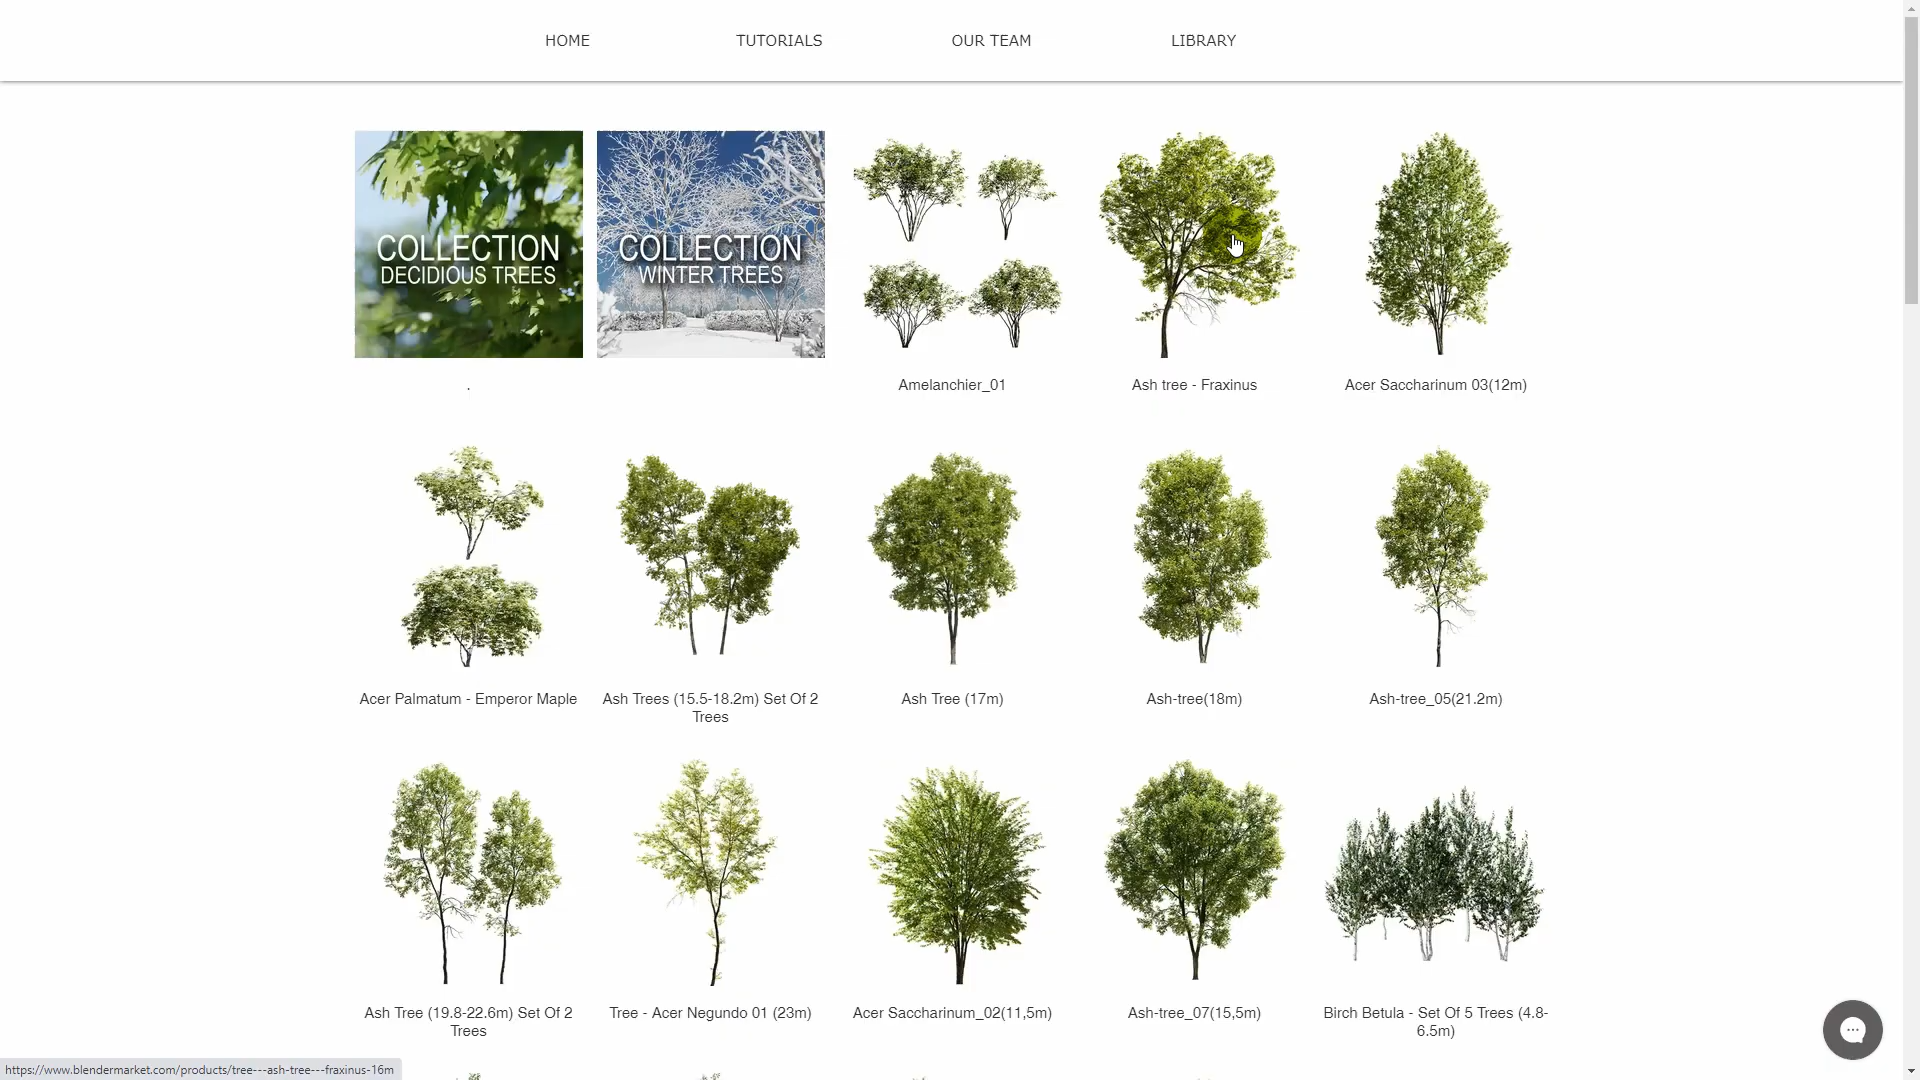 HOME
TUTORIALS
OUR TEAM
LIBRARY
COLLECTION
DECIDIOUS TREES
COLLECTION
WINTER TREES
.
Amelanchier_01
Ash tree - Fraxinus
Acer Saccharinum 03(12m)
Acer Palmatum - Emperor Maple
Ash Trees (15.5-18.2m) Set Of 2
Trees
Ash Tree (17m)
Ash-tree(18m)
Ash-tree_05(21.2m)
Ash Tree (19.8-22.6m) Set Of 2
Trees
Tree - Acer Negundo 01 (23m)
Acer Saccharinum_02(11,5m)
Ash-tree_07(15,5m)
Birch Betula - Set Of 5 Trees (4.8-
6.5m)
https://www.blendermarket.com/products/tree---ash-tree---fraxinus-16m